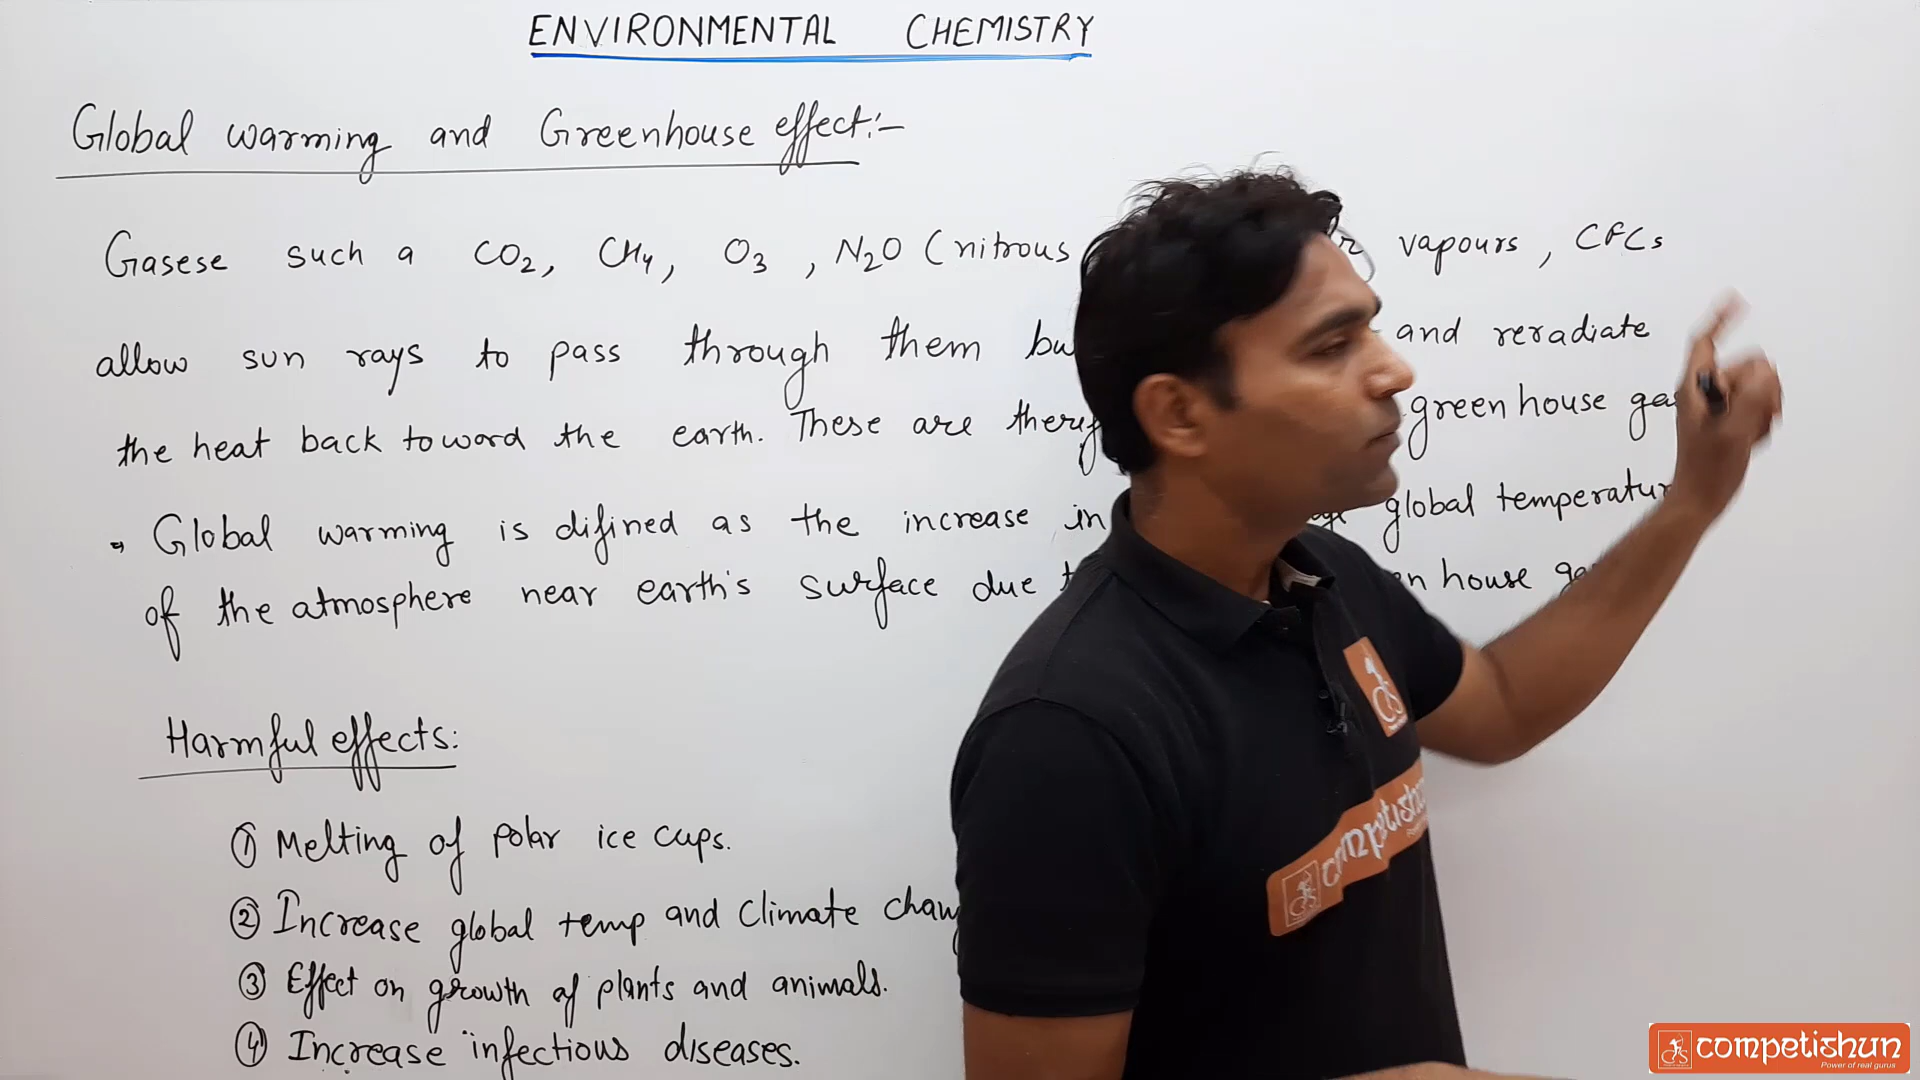 ENVIRONMENTAL CHEMISTRY
Global warming and Greenhouse effect:-
Gasese such a CO2, CH4, O3, N2O (nitrous vapours, CFCs
allow sun rays to pass through them and reradiate
the heat back toword the earth. These are green house
⇒ Global warming is difined as the increase in global
of the atmosphere near earth's surface due house
Harmful effects:
① Melting of polar ice cups.
② Increase global temp and Climate
③ Effect on growth of plants and animals.
④ Increase infectious diseases.
competishun
competishun
Power of real gurus